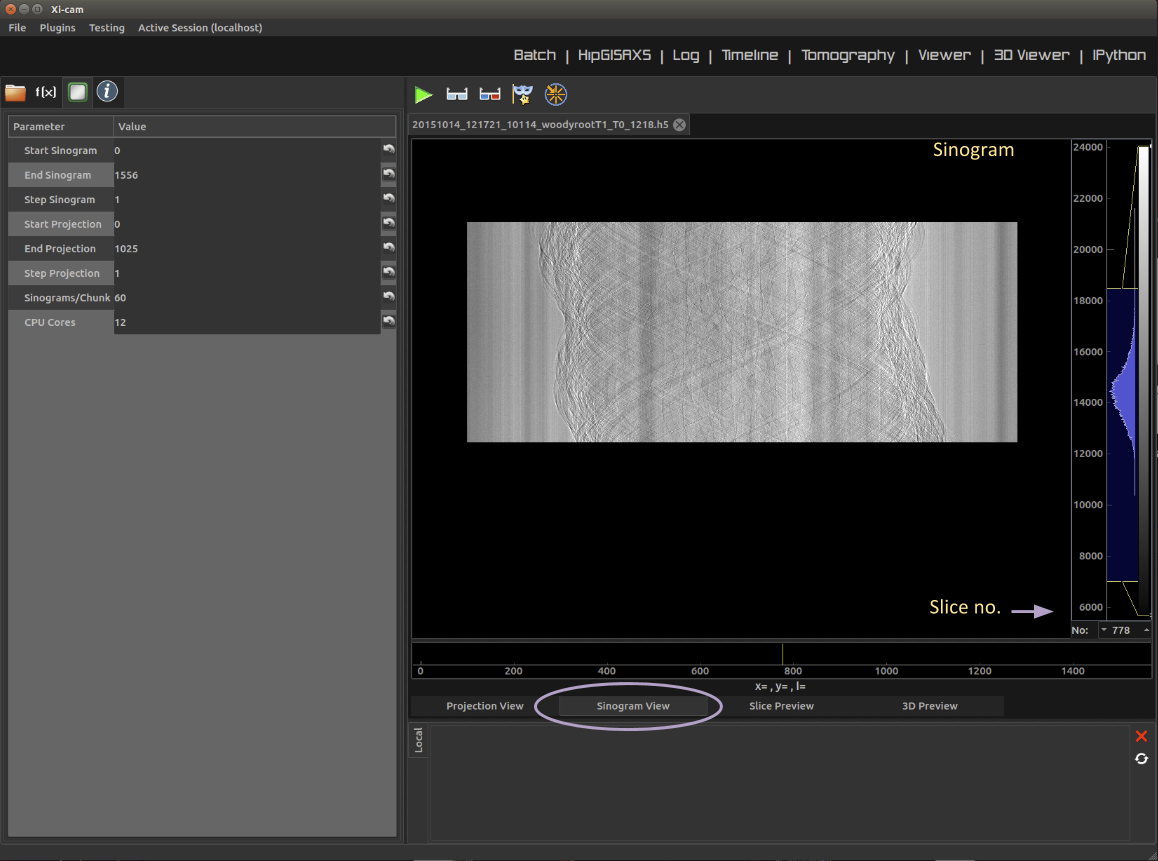 Xi-cam
File Plugins Testing Active Session (localhost)
Batch | HipGISAXS | Log | Timeline | Tomography | Viewer | 3D Viewer | IPython
f(x) i
20151014_121721_10114_woodyrootT1_T0_1218.h5
Parameter Value
Start Sinogram 0
End Sinogram 1556
Step Sinogram 1
Start Projection 0
End Projection 1025
Step Projection 1
Sinograms/Chunk 60
CPU Cores 12
Sinogram
24000
22000
20000
18000
16000
14000
12000
10000
8000
6000
Slice no.
No: 778
0 200 400 600 800 1000 1200 1400
x= , y= , I=
Projection View Sinogram View Slice Preview 3D Preview
Local